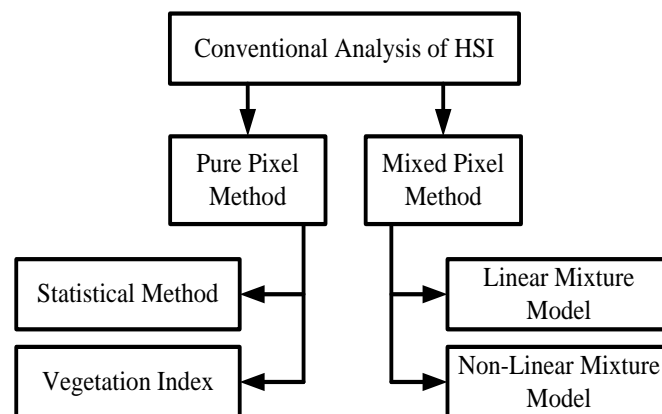 Conventional Analysis of HSI
Pure Pixel
Method
Mixed Pixel
Method
Statistical Method
Vegetation Index
Linear Mixture
Model
Non-Linear Mixture
Model